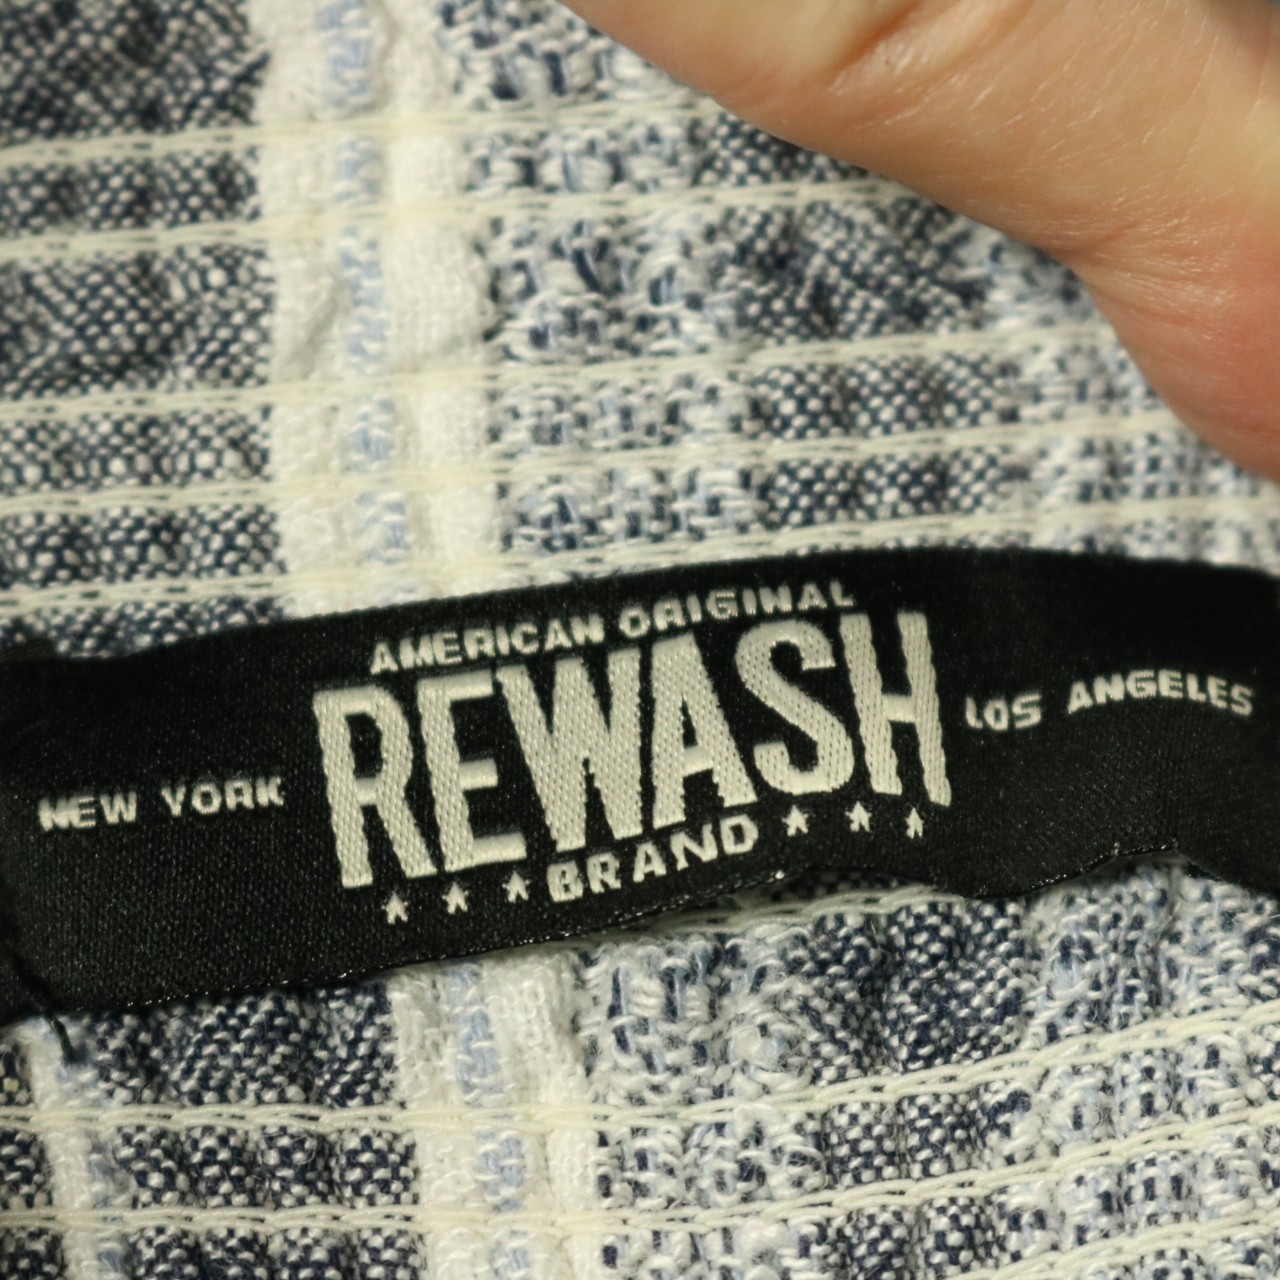 AMERICAN ORIGINAL
NEW YORK REWASH LOS ANGELES
BRAND